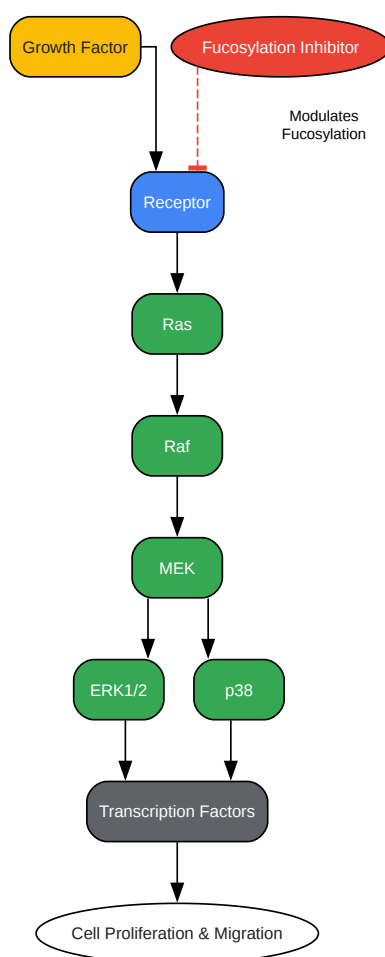 Growth Factor
Fucosylation Inhibitor
Modulates
Fucosylation
Receptor
Ras
Raf
MEK
ERK1/2
p38
Transcription Factors
Cell Proliferation & Migration